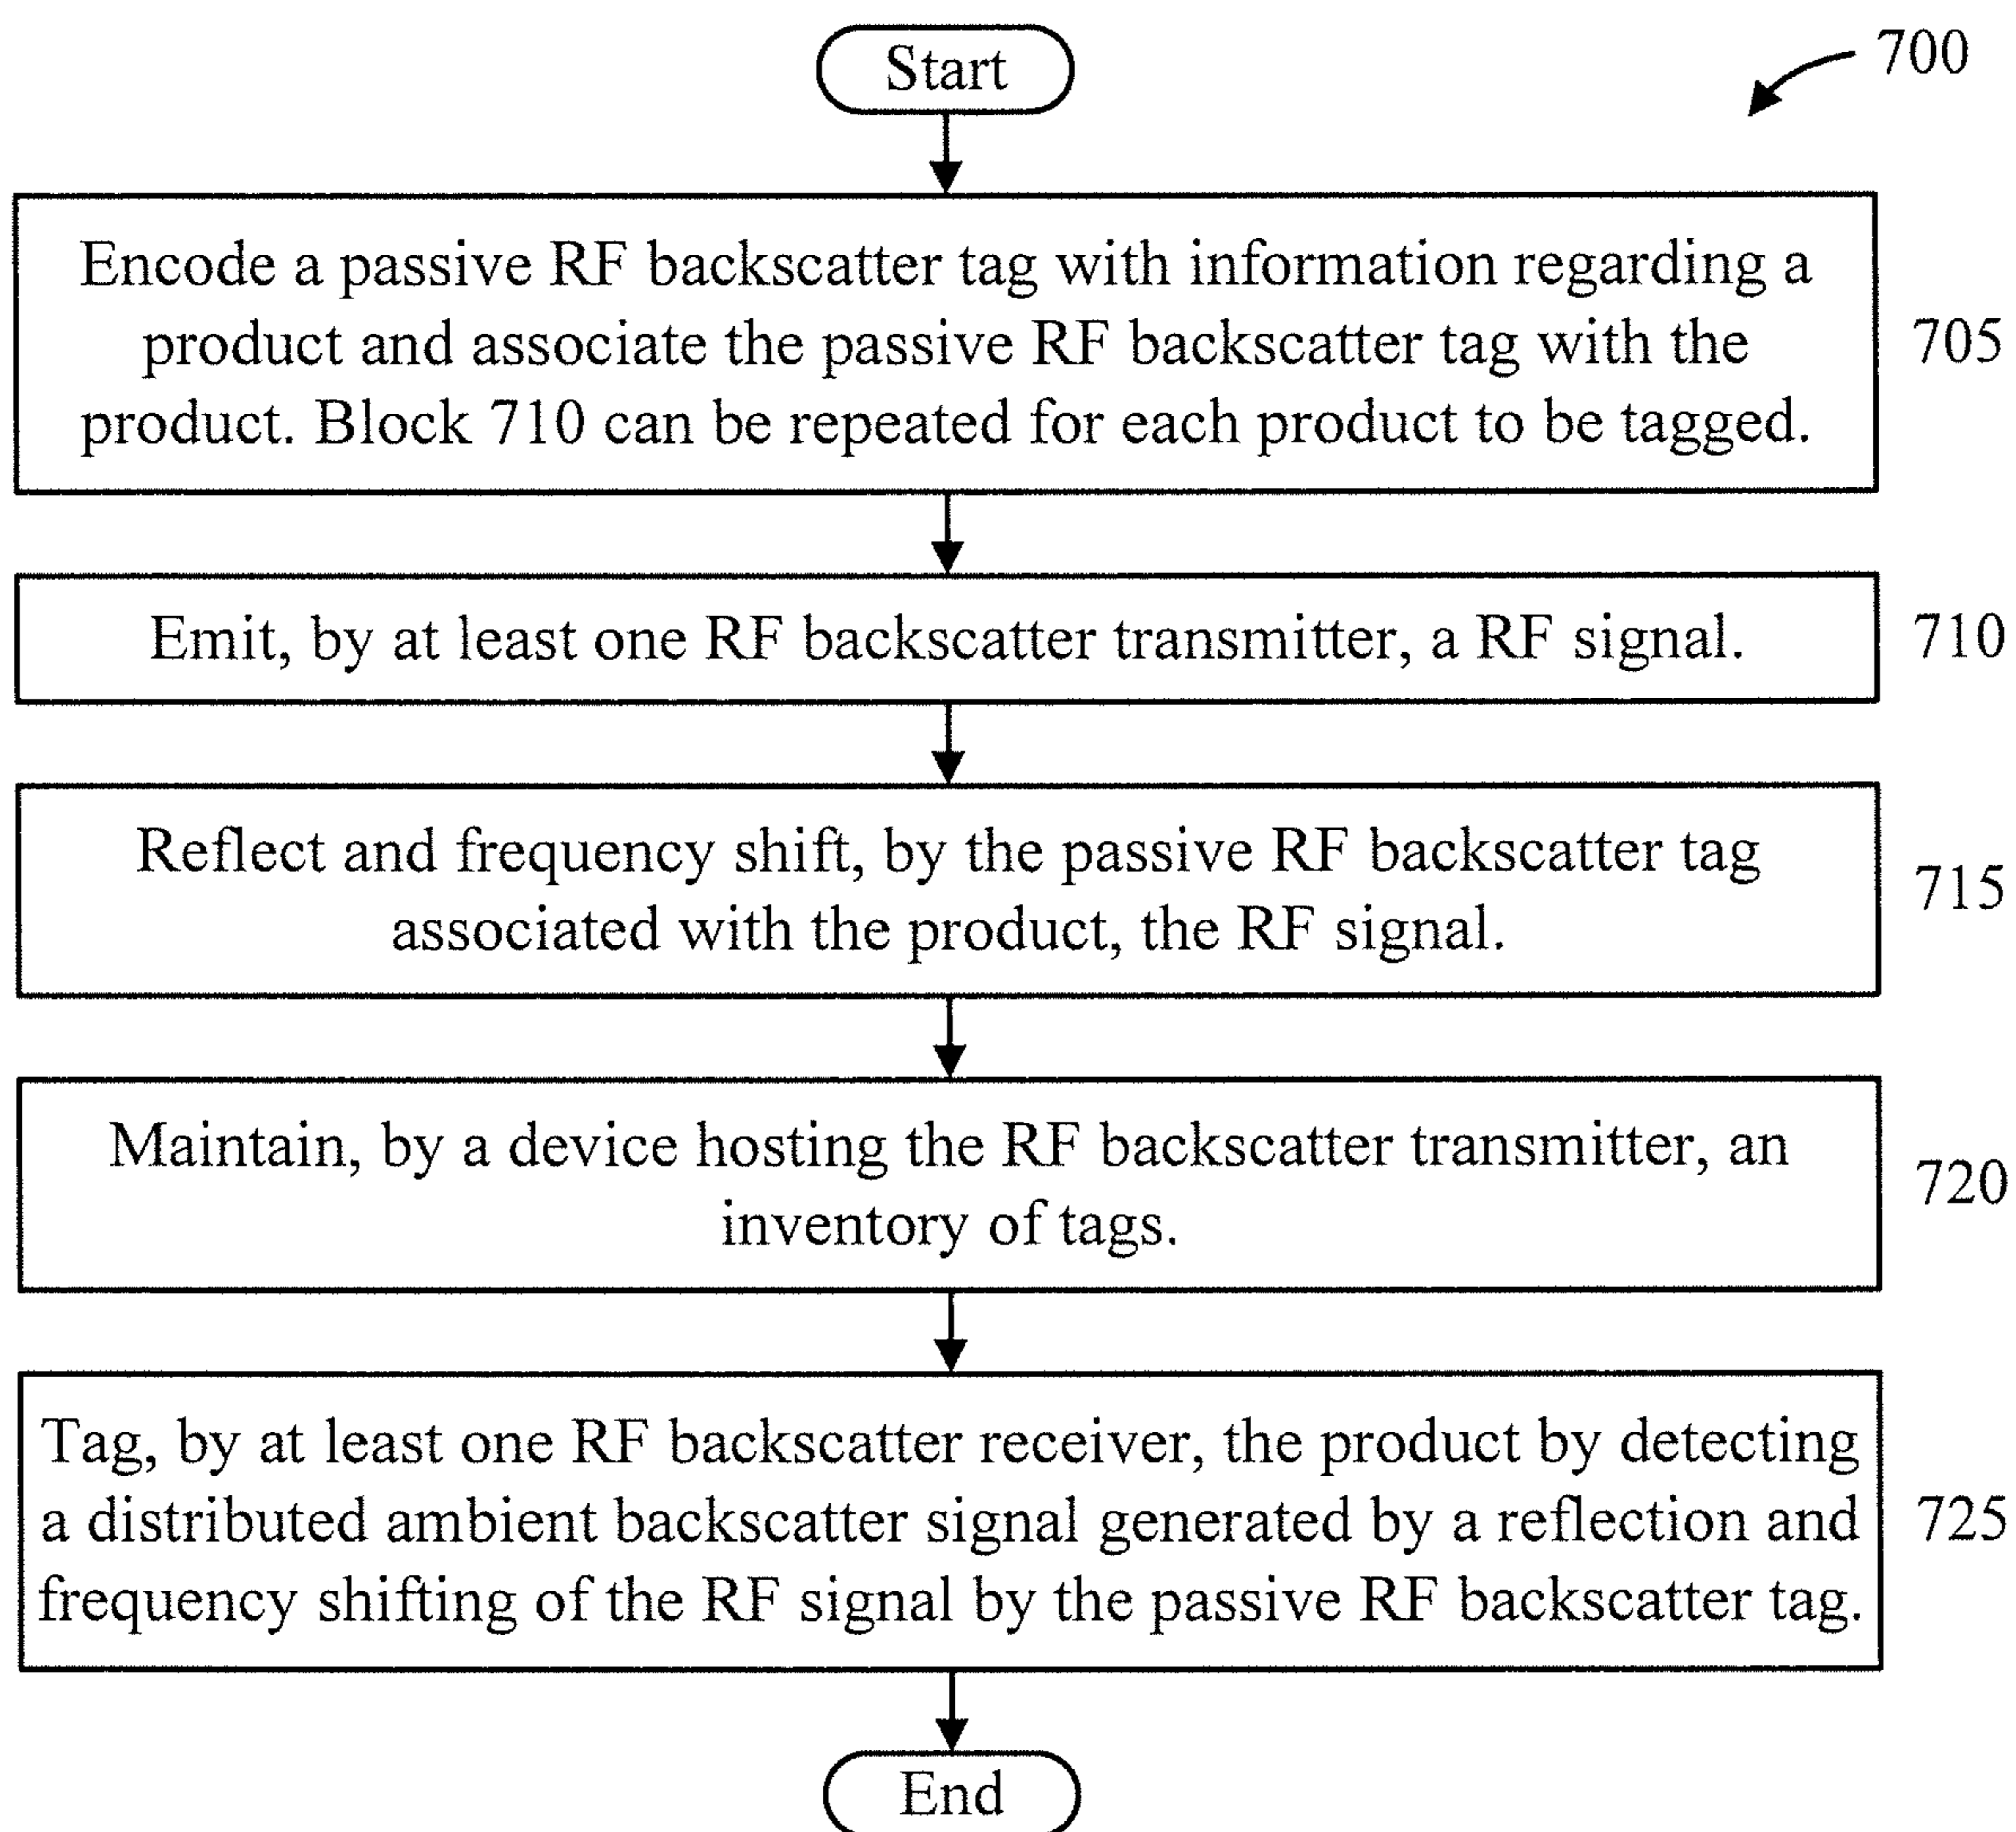 Start
700
Encode a passive RF backscatter tag with information regarding a
product and associate the passive RF backscatter tag with the
product. Block 710 can be repeated for each product to be tagged.
705
Emit, by at least one RF backscatter transmitter, a RF signal.
710
Reflect and frequency shift, by the passive RF backscatter tag
associated with the product, the RF signal.
715
Maintain, by a device hosting the RF backscatter transmitter, an
inventory of tags.
720
Tag, by at least one RF backscatter receiver, the product by detecting
a distributed ambient backscatter signal generated by a reflection and
frequency shifting of the RF signal by the passive RF backscatter tag.
725
End